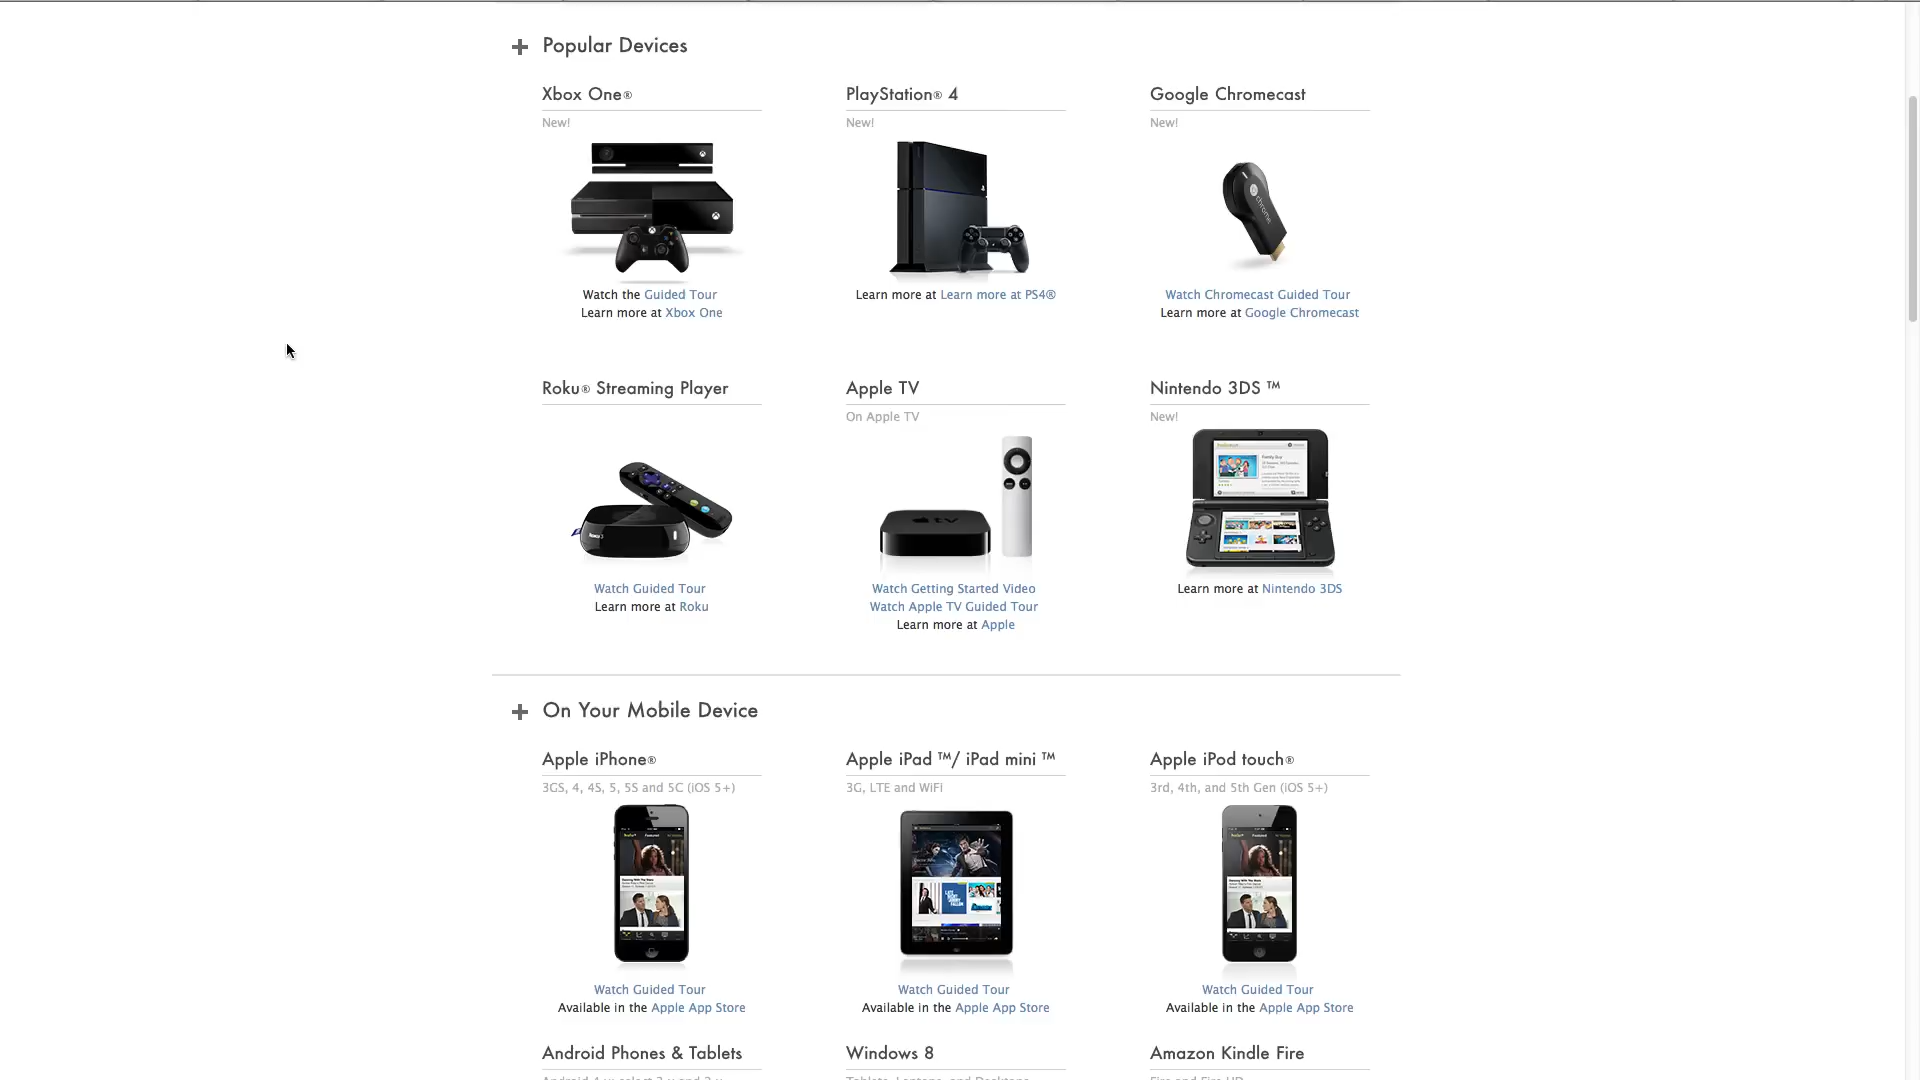 Popular Devices
Xbox One® PlayStation® 4 Google Chromecast
New! New! New!
Watch the Guided Tour Learn more at Learn more at PS4® Watch Chromecast Guided Tour
Learn more at Xbox One Learn more at Google Chromecast
Roku® Streaming Player Apple TV Nintendo 3DS ™
On Apple TV New!
Watch Guided Tour Watch Getting Started Video Learn more at Nintendo 3DS
Learn more at Roku Watch Apple TV Guided Tour
Learn more at Apple
On Your Mobile Device
Apple iPhone® Apple iPad ™/ iPad mini ™ Apple iPod touch®
3GS, 4, 4S, 5, 5S and 5C (iOS 5+) 3G, LTE and WiFi 3rd, 4th, and 5th Gen (iOS 5+)
Watch Guided Tour Watch Guided Tour Watch Guided Tour
Available in the Apple App Store Available in the Apple App Store Available in the Apple App Store
Android Phones & Tablets Windows 8 Amazon Kindle Fire